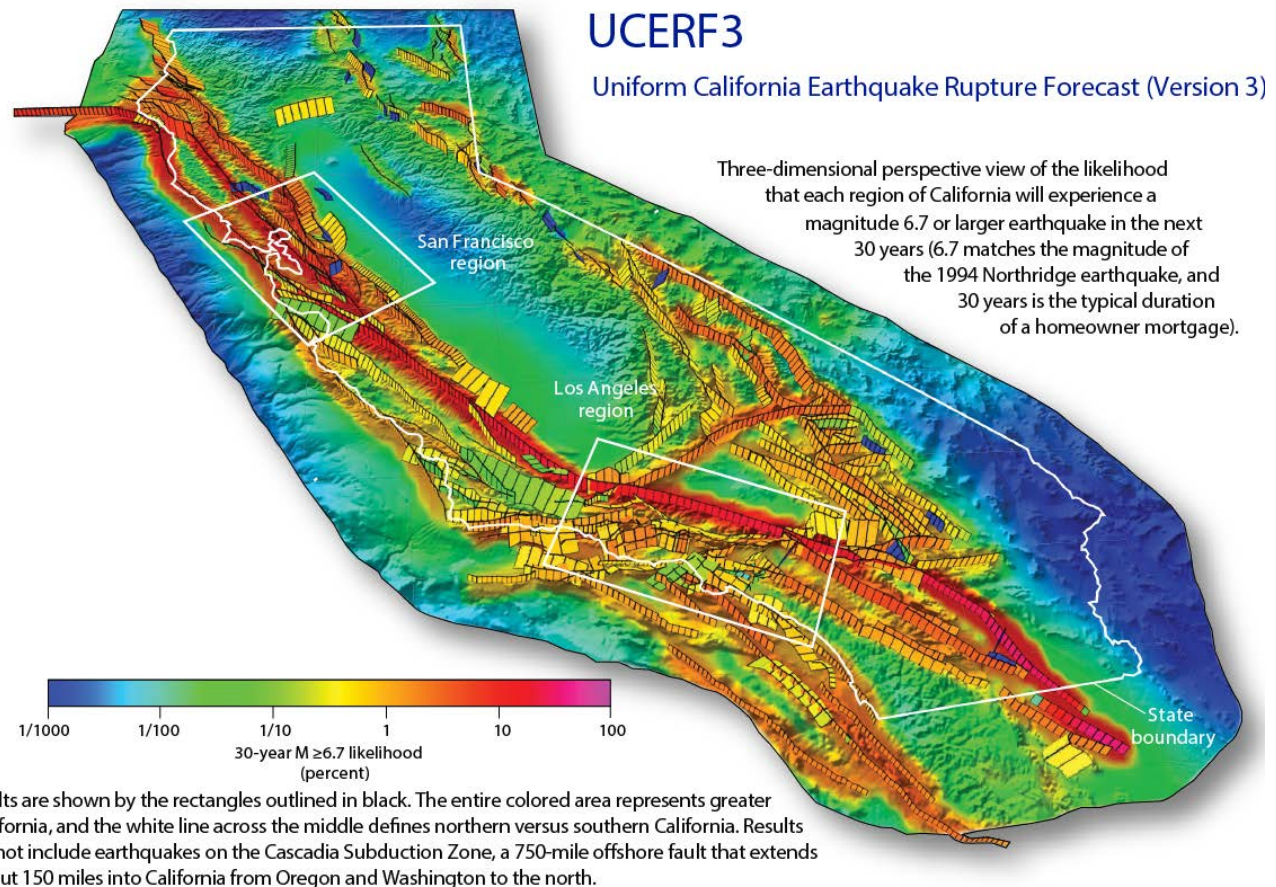 UCERF3
Uniform California Earthquake Rupture Forecast (Version 3)
Three-dimensional perspective view of the likelihood
that each region of California will experience a
magnitude 6.7 or larger earthquake in the next
30 years (6.7 matches the magnitude of
the 1994 Northridge earthquake, and
30 years is the typical duration
of a homeowner mortgage).
San Francisco
region
Los Angeles
region
State
boundary
1/1000 1/100 1/10 1 10 100
30-year M ≥6.7 likelihood
(percent)
lts are shown by the rectangles outlined in black. The entire colored area represents greater
ifornia, and the white line across the middle defines northern versus southern California. Results
not include earthquakes on the Cascadia Subduction Zone, a 750-mile offshore fault that extends
ut 150 miles into California from Oregon and Washington to the north.